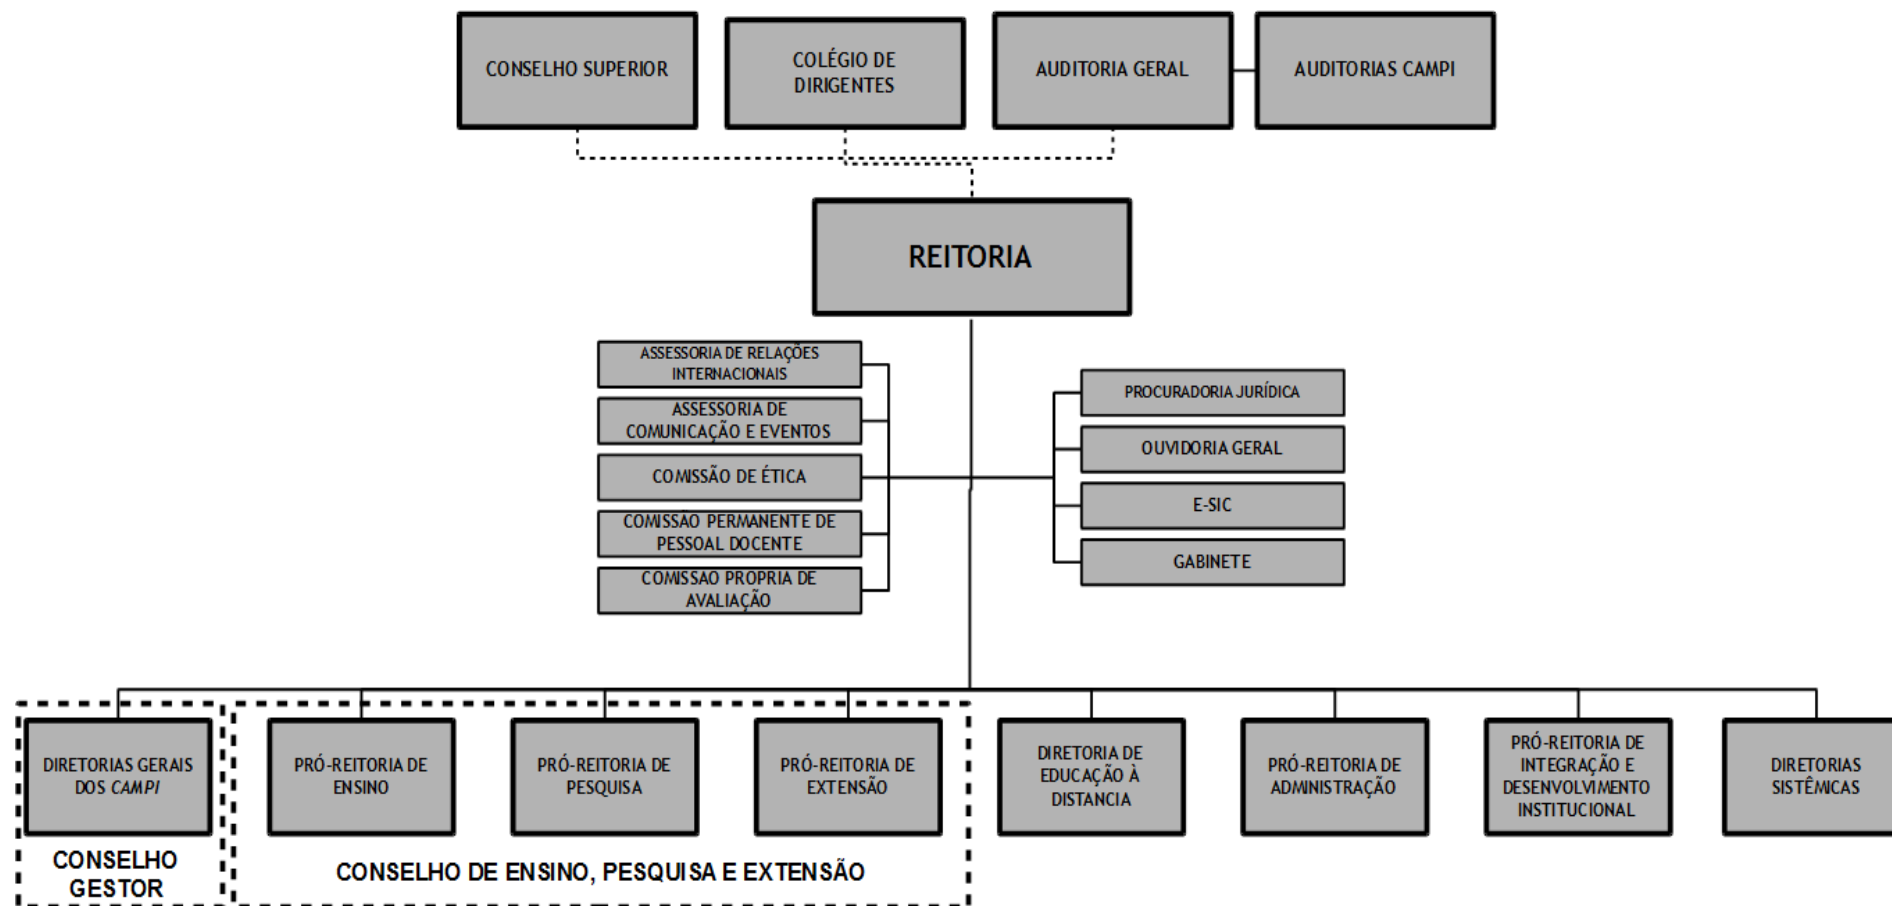 CONSELHO SUPERIOR
COLÉGIO DE
DIRIGENTES
AUDITORIA GERAL
AUDITORIAS CAMPI
REITORIA
ASSESSORIA DE RELAÇÕES
INTERNACIONAIS
ASSESSORIA DE
COMUNICAÇÃO E EVENTOS
COMISSÃO DE ÉTICA
COMISSÃO PERMANENTE DE
PESSOAL DOCENTE
COMISSAO PROPRIA DE
AVALIAÇÃO
PROCURADORIA JURÍDICA
OUVIDORIA GERAL
E-SIC
GABINETE
DIRETORIAS GERAIS
DOS CAMPI
PRÓ-REITORIA DE
ENSINO
PRÓ-REITORIA DE
PESQUISA
PRÓ-REITORIA DE
EXTENSÃO
DIRETORIA DE
EDUCAÇÃO À
DISTANCIA
PRÓ-REITORIA DE
ADMINISTRAÇÃO
PRÓ-REITORIA DE
INTEGRAÇÃO E
DESENVOLVIMENTO
INSTITUCIONAL
DIRETORIAS
SISTÊMICAS
CONSELHO
GESTOR
CONSELHO DE ENSINO, PESQUISA E EXTENSÃO